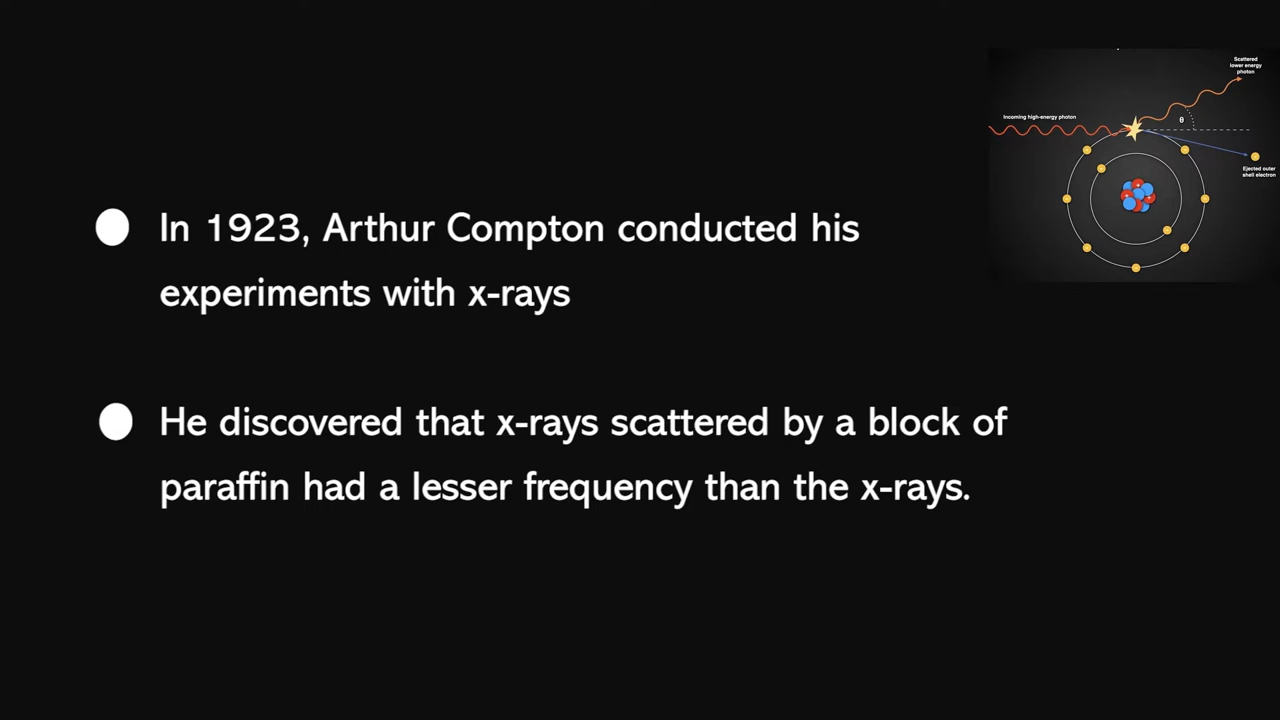 In 1923, Arthur Compton conducted his
experiments with x-rays
He discovered that x-rays scattered by a block of
paraffin had a lesser frequency than the x-rays.
Scattered
lower energy
photon
Incoming high-energy photon
θ
Ejected outer
shell electron